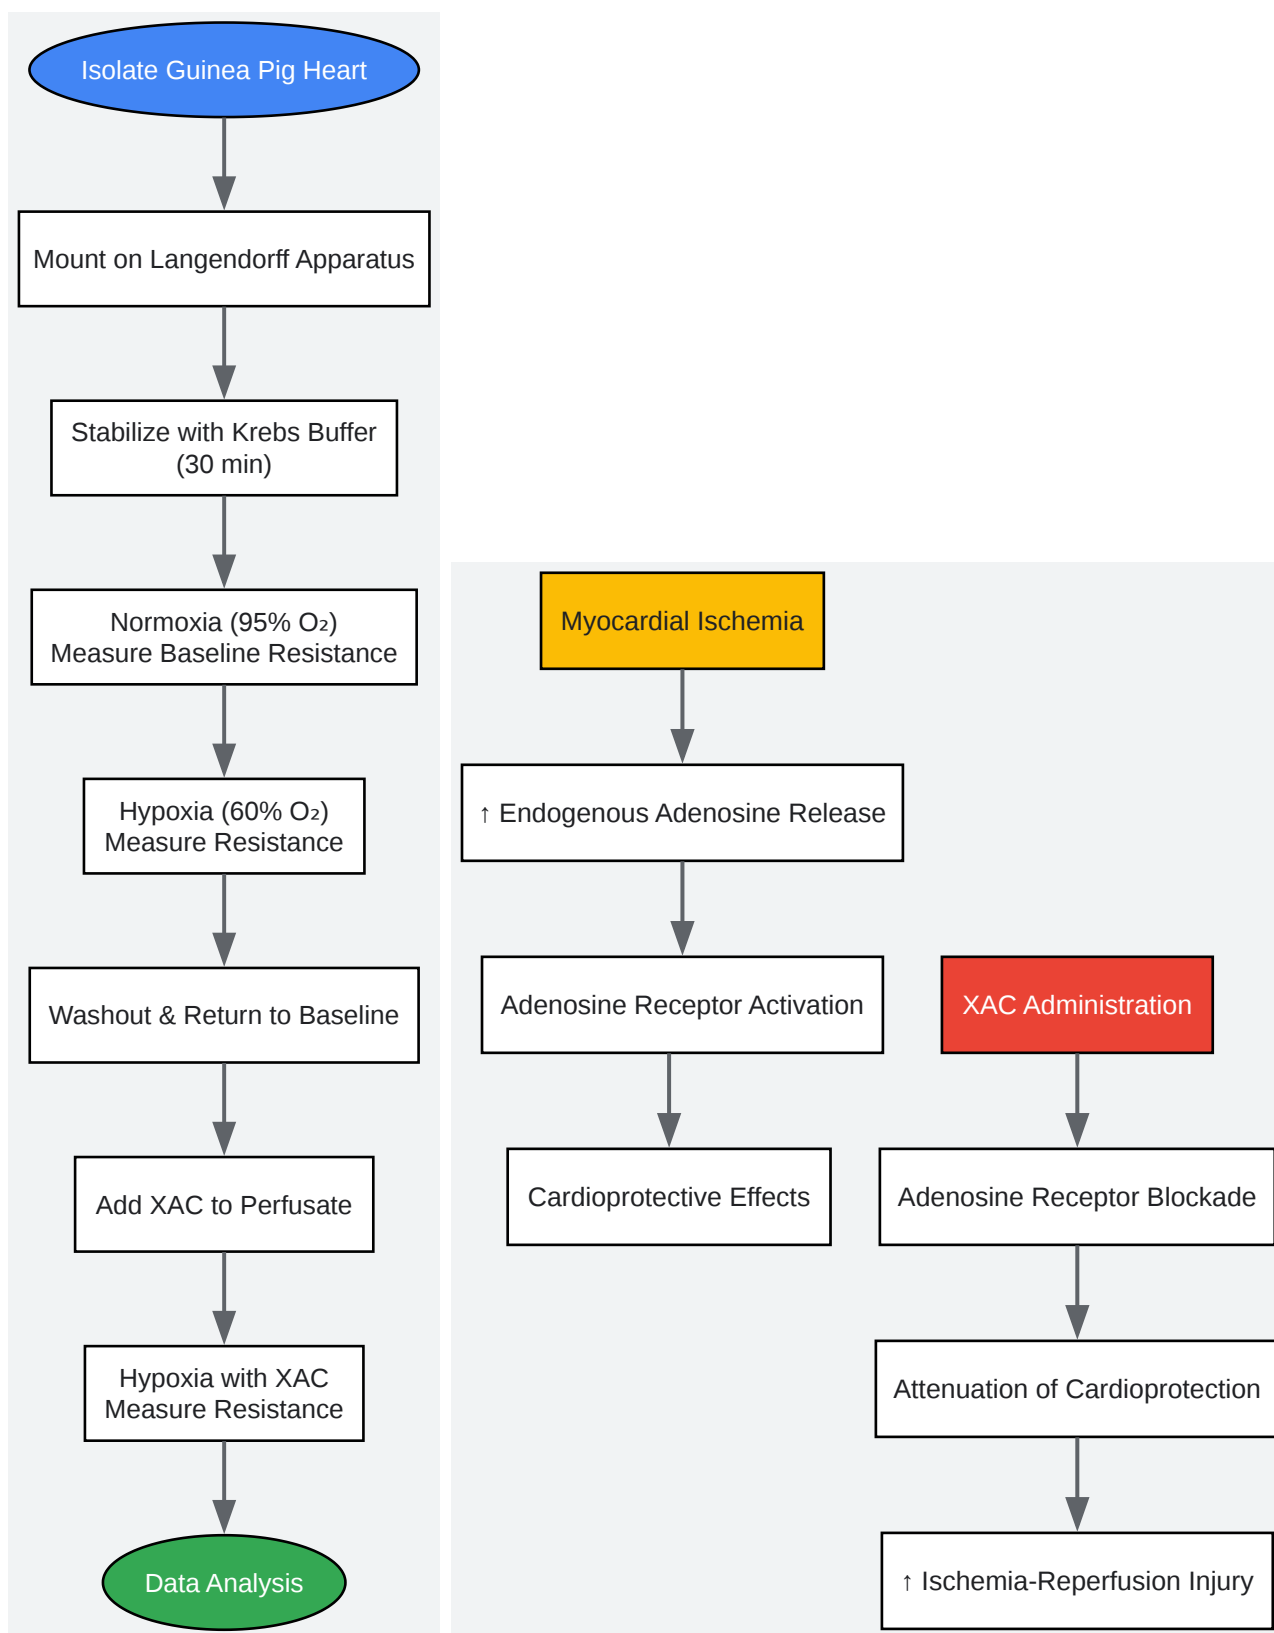 Isolate Guinea Pig Heart
Mount on Langendorff Apparatus
Stabilize with Krebs Buffer
(30 min)
Normoxia (95% O₂)
Measure Baseline Resistance
Hypoxia (60% O₂)
Measure Resistance
Washout & Return to Baseline
Add XAC to Perfusate
Hypoxia with XAC
Measure Resistance
Data Analysis
Myocardial Ischemia
↑ Endogenous Adenosine Release
Adenosine Receptor Activation
Cardioprotective Effects
XAC Administration
Adenosine Receptor Blockade
Attenuation of Cardioprotection
↑ Ischemia-Reperfusion Injury